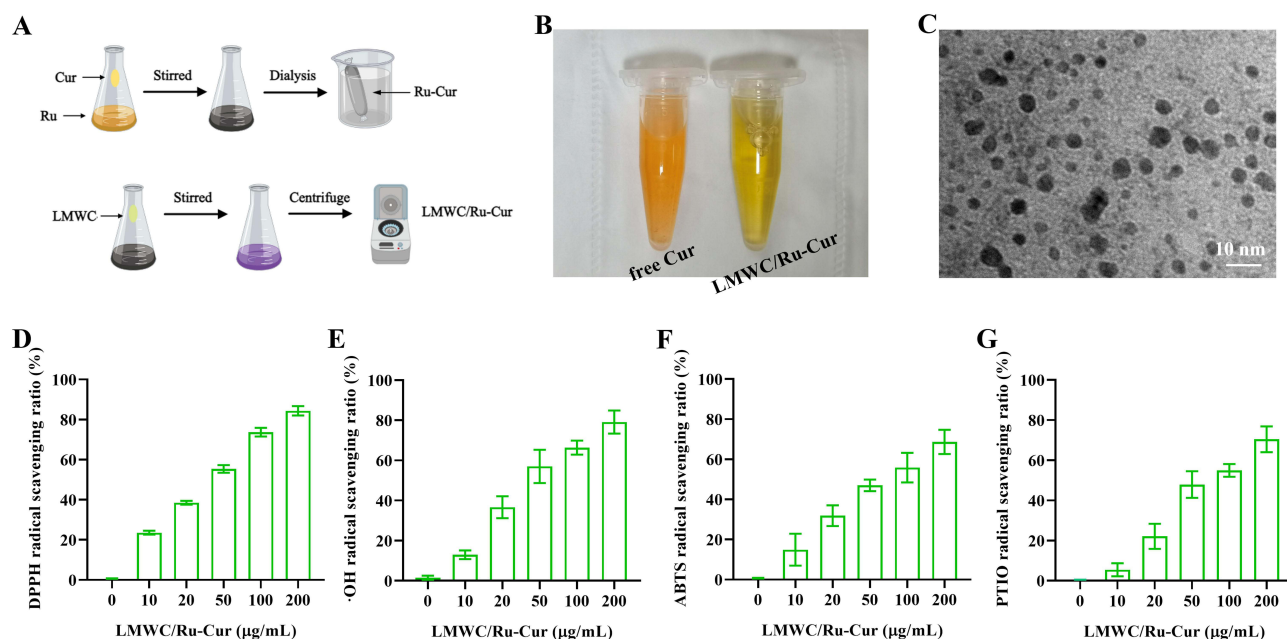 A
Cur
Ru
Stirred
Dialysis
Ru-Cur
LMWC
Stirred
Centrifuge
LMWC/Ru-Cur
B
free Cur
LMWC/Ru-Cur
C
10 nm
D
DPPH radical scavenging ratio (%)
100
80
60
40
20
0
0 10 20 50 100 200
LMWC/Ru-Cur (μg/mL)
E
·OH radical scavenging ratio (%)
100
80
60
40
20
0
0 10 20 50 100 200
LMWC/Ru-Cur (μg/mL)
F
ABTS radical scavenging ratio (%)
100
80
60
40
20
0
0 10 20 50 100 200
LMWC/Ru-Cur (μg/mL)
G
PTIO radical scavenging ratio (%)
100
80
60
40
20
0
0 10 20 50 100 200
LMWC/Ru-Cur (μg/mL)